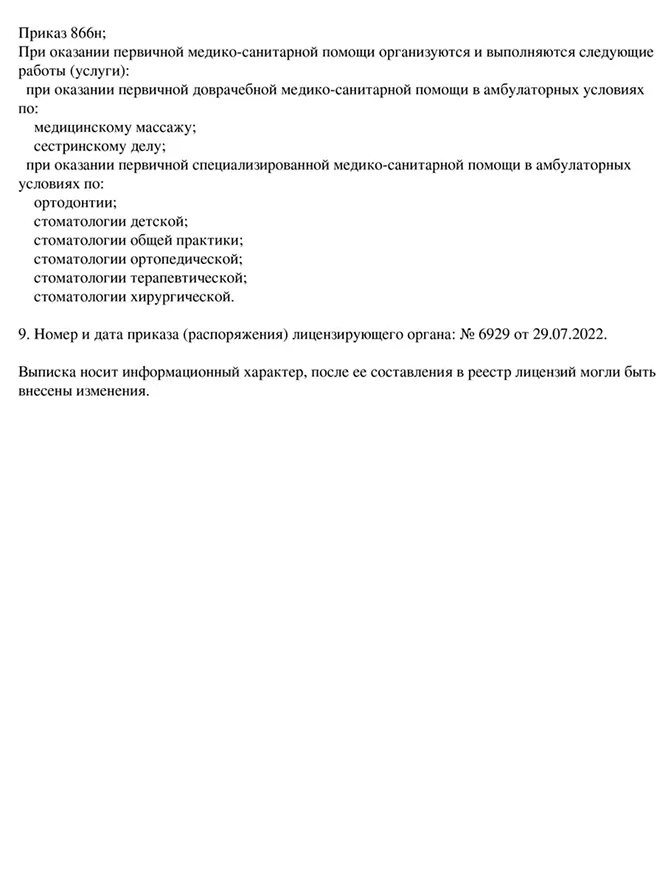 Приказ 866н;
При оказании первичной медико-санитарной помощи организуются и выполняются следующие
работы (услуги):
при оказании первичной доврачебной медико-санитарной помощи в амбулаторных условиях
по:
медицинскому массажу;
сестринскому делу;
при оказании первичной специализированной медико-санитарной помощи в амбулаторных
условиях по:
ортодонтии;
стоматологии детской;
стоматологии общей практики;
стоматологии ортопедической;
стоматологии терапевтической;
стоматологии хирургической.
9. Номер и дата приказа (распоряжения) лицензирующего органа: № 6929 от 29.07.2022.
Выписка носит информационный характер, после ее составления в реестр лицензий могли быть
внесены изменения.